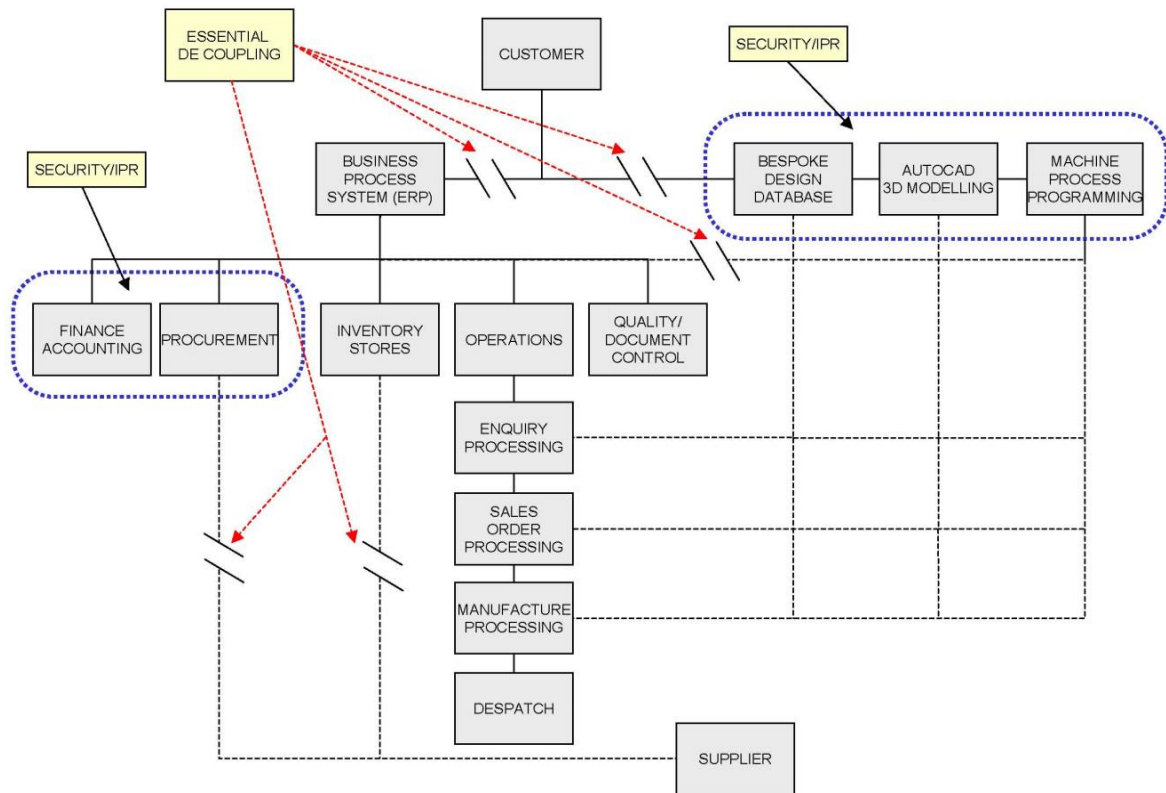 ESSENTIAL
DE COUPLING
CUSTOMER
SECURITY/IPR
SECURITY/IPR
BUSINESS
PROCESS
SYSTEM (ERP)
BESPOKE
DESIGN
DATABASE
AUTOCAD
3D MODELLING
MACHINE
PROCESS
PROGRAMMING
FINANCE
ACCOUNTING
PROCUREMENT
INVENTORY
STORES
OPERATIONS
QUALITY/
DOCUMENT
CONTROL
ENQUIRY
PROCESSING
SALES
ORDER
PROCESSING
MANUFACTURE
PROCESSING
DESPATCH
SUPPLIER